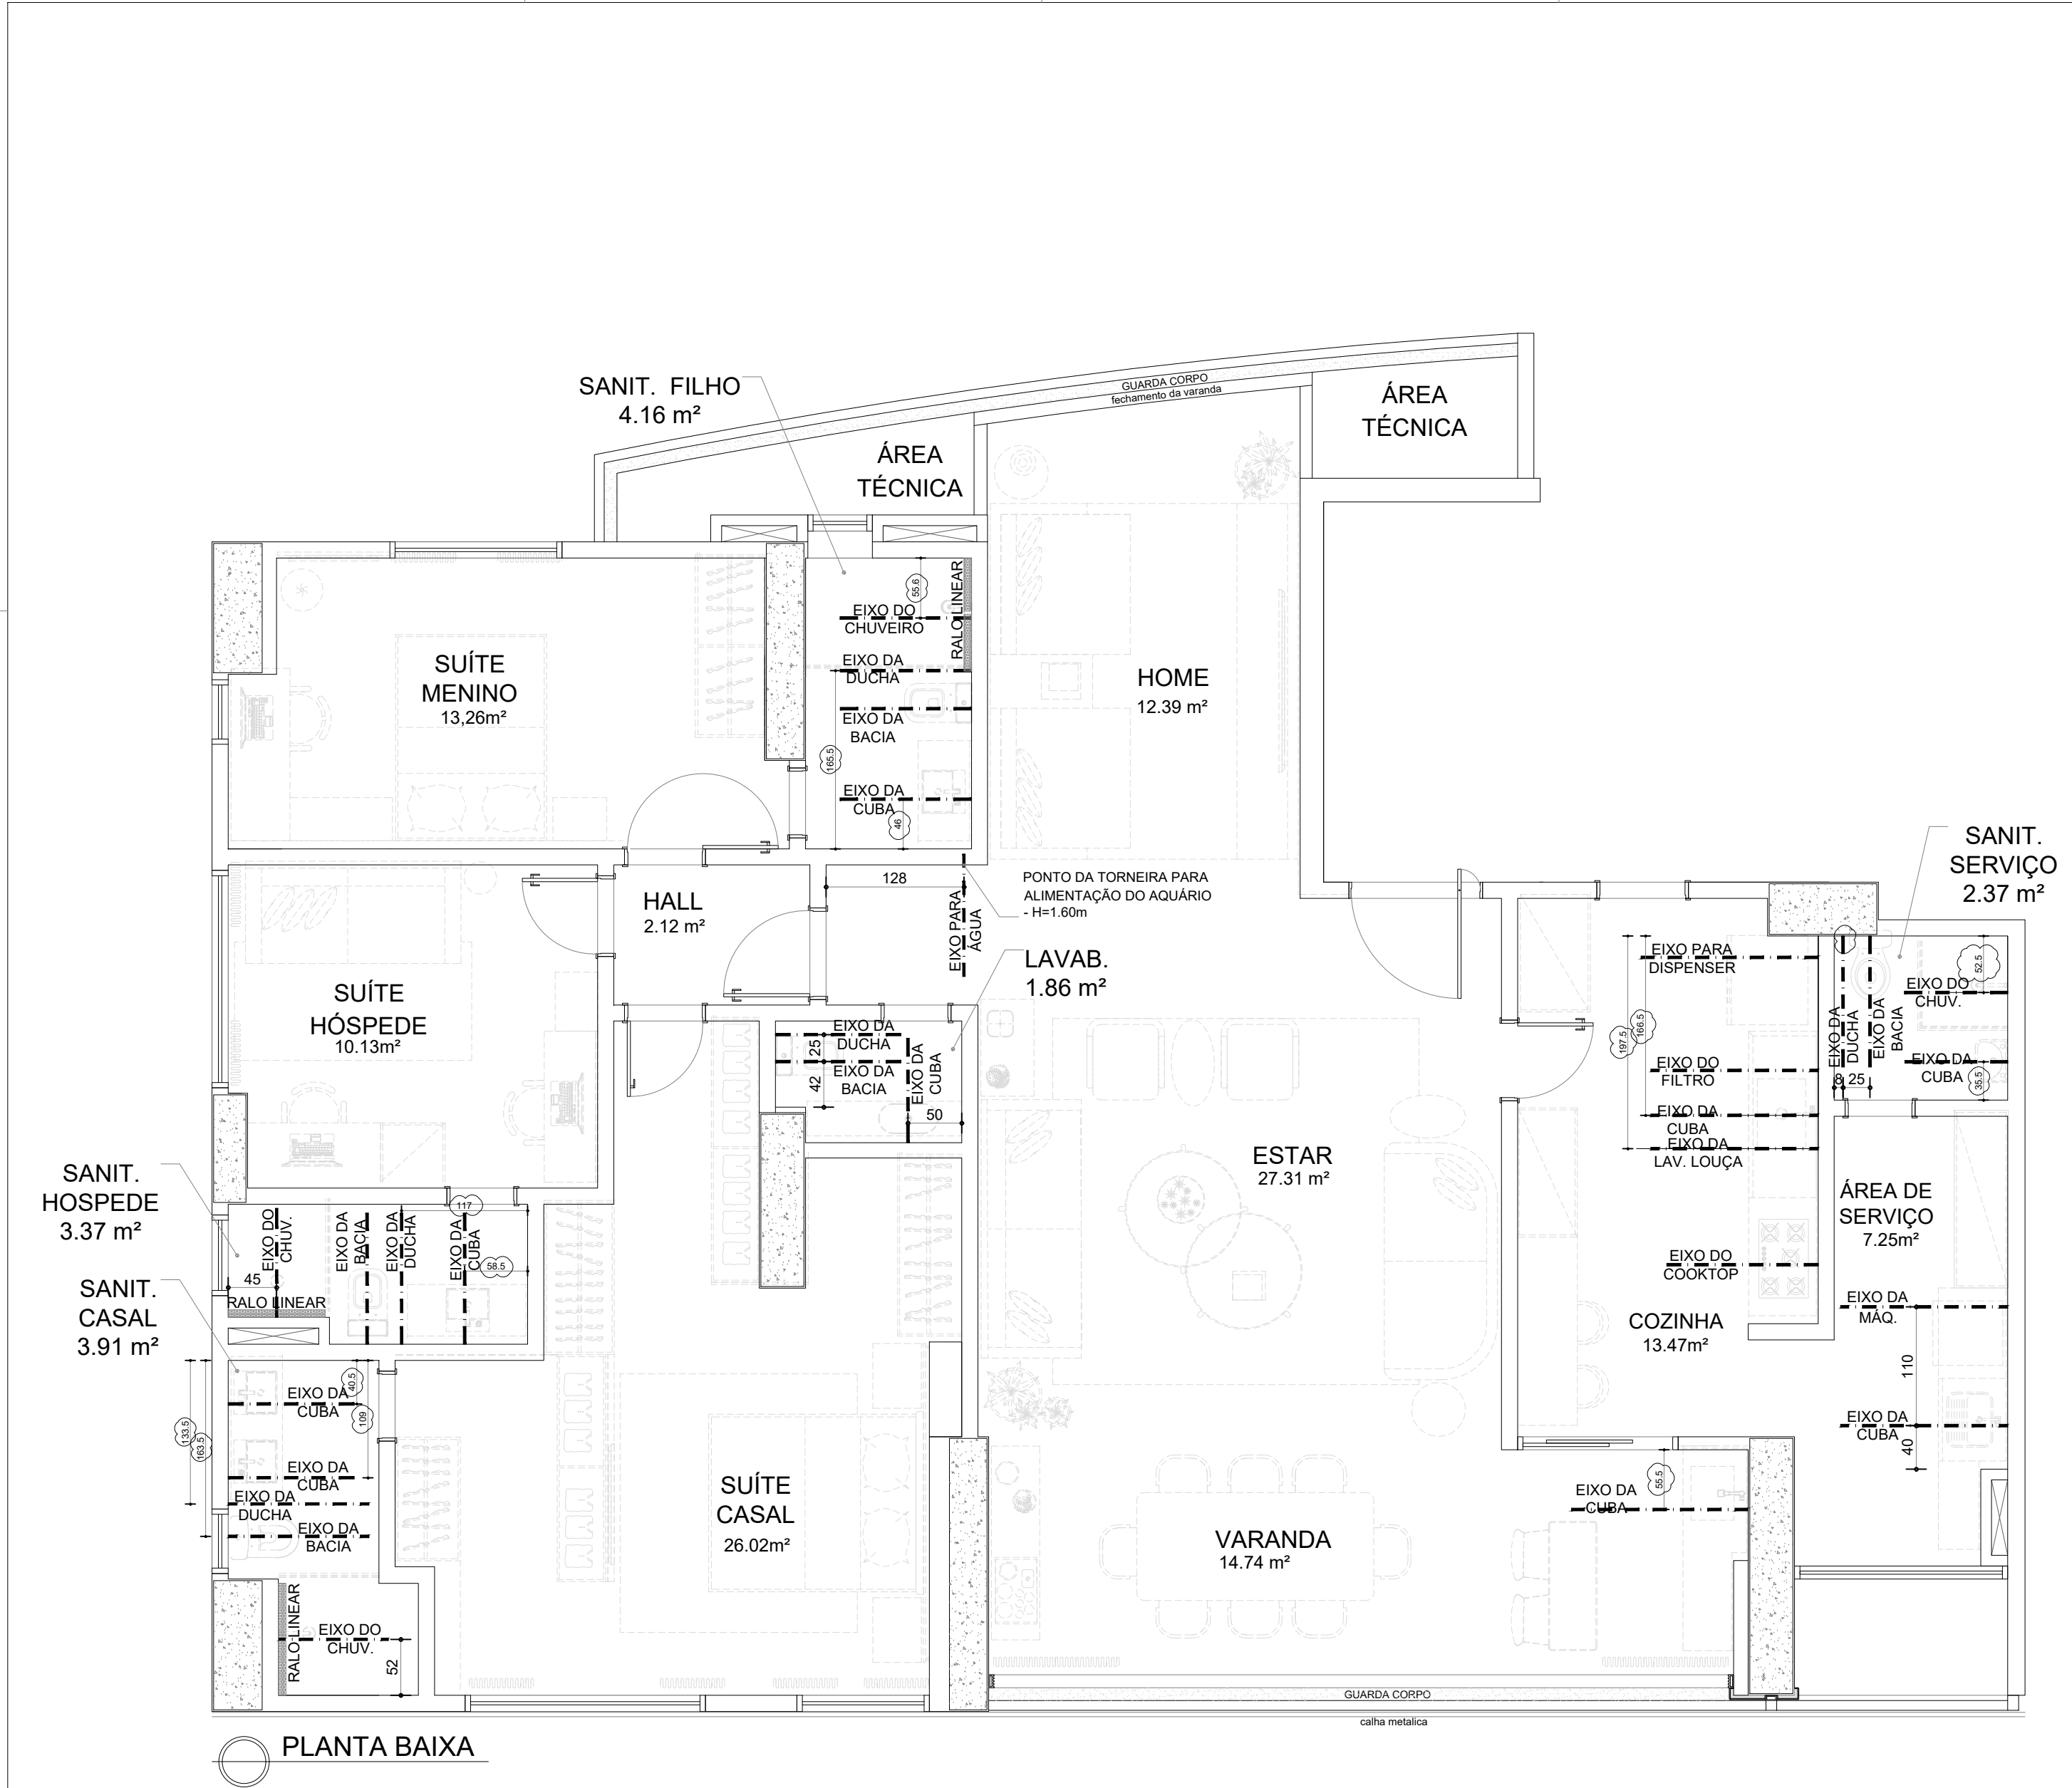 SANIT. FILHO
4.16 m²
GUARDA CORPO
fechamento da varanda
ÁREA
TÉCNICA
ÁREA
TÉCNICA
55.6
RALO LINEAR
EIXO DO
CHUVEIRO
EIXO DA
DUCHA
EIXO DA
BACIA
165.5
EIXO DA
CUBA
46
SUÍTE
MENINO
13,26m²
HOME
12.39 m²
SANIT.
SERVIÇO
2.37 m²
HALL
2.12 m²
128
EIXO PARA
ÁGUA
PONTO DA TORNEIRA PARA
ALIMENTAÇÃO DO AQUÁRIO
- H=1.60m
LAVAB.
1.86 m²
SUÍTE
HÓSPEDE
10.13m²
EIXO DA
DUCHA
25
EIXO DA
BACIA
42
EIXO DA
CUBA
50
EIXO PARA
DISPENSER
197.5
166.5
EIXO DO
FILTRO
EIXO DA
CUBA
EIXO DA
LAV. LOUÇA
EIXO DO
COOKTOP
COZINHA
13.47m²
52.5
EIXO DO
CHUV.
EIXO DA
DUCHA
EIXO DA
BACIA
EIXO DA
CUBA
8
25
35.5
ESTAR
27.31 m²
ÁREA DE
SERVIÇO
7.25m²
EIXO DA
MÁQ.
110
EIXO DA
CUBA
40
SANIT.
HOSPEDE
3.37 m²
EIXO DO
CHUV.
45
RALO LINEAR
EIXO DA
BACIA
EIXO DA
DUCHA
EIXO DA
CUBA
117
58.5
SANIT.
CASAL
3.91 m²
40.5
109
133.5
163.5
EIXO DA
CUBA
EIXO DA
CUBA
EIXO DA
DUCHA
EIXO DA
BACIA
RALO LINEAR
EIXO DO
CHUV.
52
SUÍTE
CASAL
26.02m²
VARANDA
14.74 m²
EIXO DA
CUBA
55.5
GUARDA CORPO
calha metalica
PLANTA BAIXA